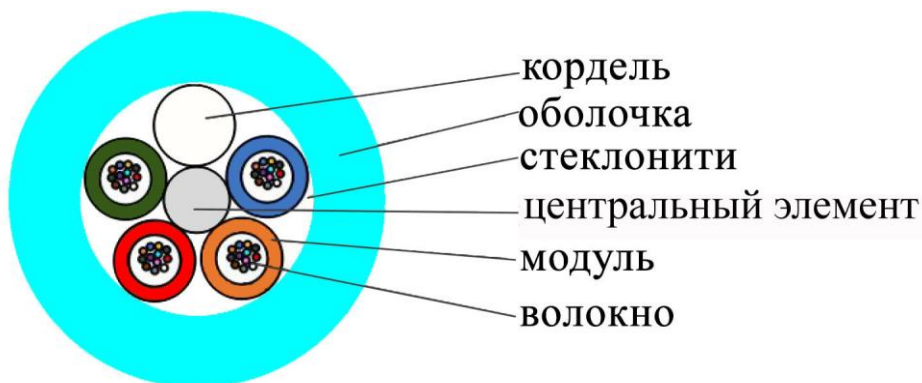 кордель
оболочка
стеклонити
центральный элемент
модуль
волокно